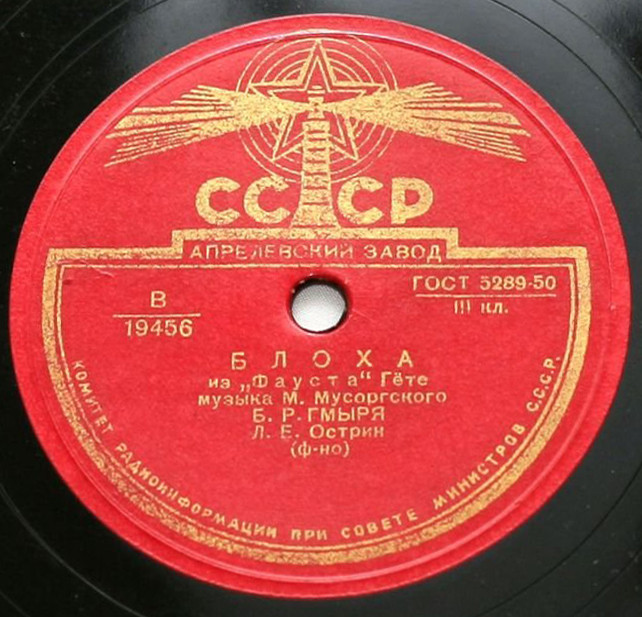 СССР
АПРЕЛЕВСКИЙ ЗАВОД
ГОСТ 5289-50
III кл.
В
19456
БЛОХА
из „Фауста“ Гёте
музыка М. Мусоргского
Б. Р. ГМЫРЯ
Л. Е. Острин
(ф-но)
КОМИТЕТ РАДИОИНФОРМАЦИИ ПРИ СОВЕТЕ МИНИСТРОВ С.С.С.Р.